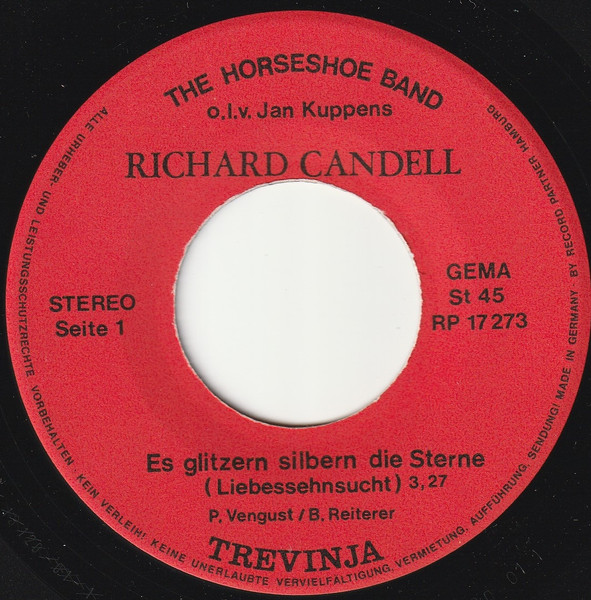 THE HORSESHOE BAND
o.l.v. Jan Kuppens
RICHARD CANDELL
STEREO
Seite 1
GEMA
St 45
RP 17 273
Es glitzern silbern die Sterne
(Liebessehnsucht) 3,27
P. Vengust / B. Reiterer
TREVINJA
ALLE URHEBER- UND LEISTUNGSSCHUTZRECHTE VORBEHALTEN KEIN VERLEIH! KEINE UNERLAUBTE VERVIELFÄLTIGUNG, VERMIETUNG, AUFFÜHRUNG, SENDUNG! MADE IN GERMANY BY RECORD PARTNER HAMBURG